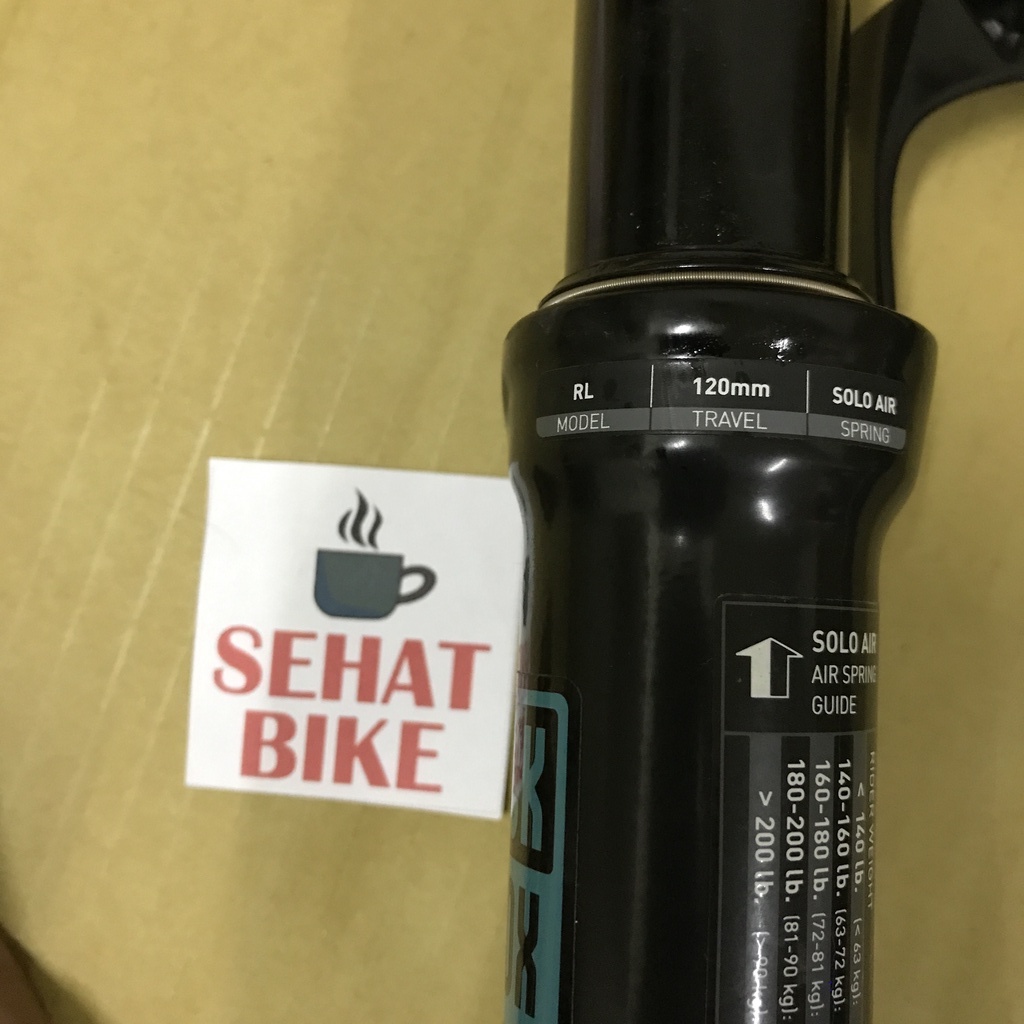 RL
MODEL
120mm
TRAVEL
SOLO AIR
SPRING
SEHAT
BIKE
SOLO AIR
AIR SPRING
GUIDE
RIDER WEIGHT
< 140 lb. (< 63 kg):
140-160 lb. (63-72 kg):
160-180 lb. (72-81 kg):
180-200 lb. (81-90 kg):
> 200 lb. (> 90 kg):